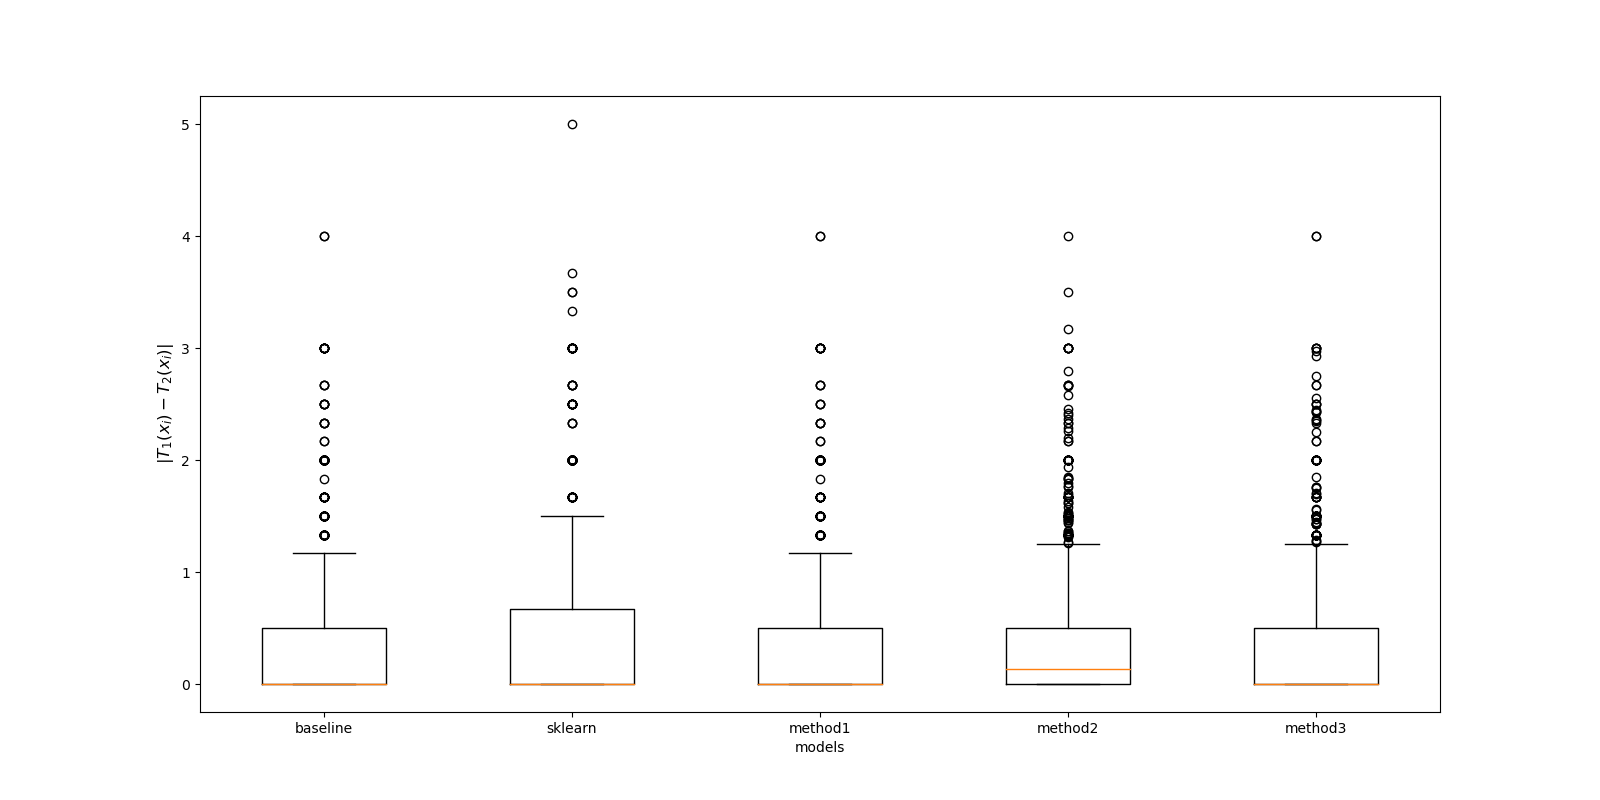 5
4
3
2
1
0
|T₁(xᵢ) − T₂(xᵢ)|
baseline sklearn method1 method2 method3
models